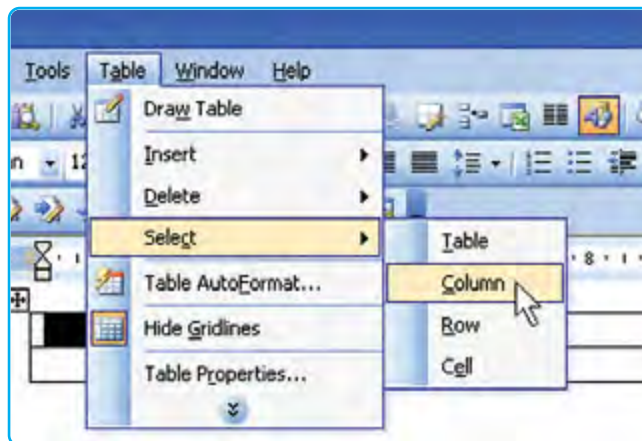 Tools Table Window Help
Draw Table
Insert
Delete
Select
Table
Table AutoFormat...
Column
Hide Gridlines
Row
Table Properties...
Cell
8